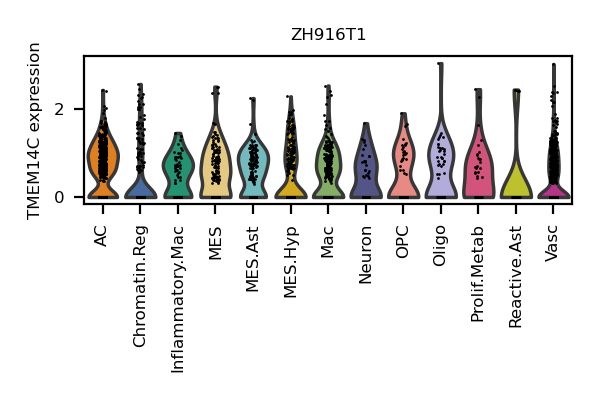 ZH916T1
TMEM14C expression
2
0
AC
Chromatin.Reg
Inflammatory.Mac
MES
MES.Ast
MES.Hyp
Mac
Neuron
OPC
Oligo
Prolif.Metab
Reactive.Ast
Vasc